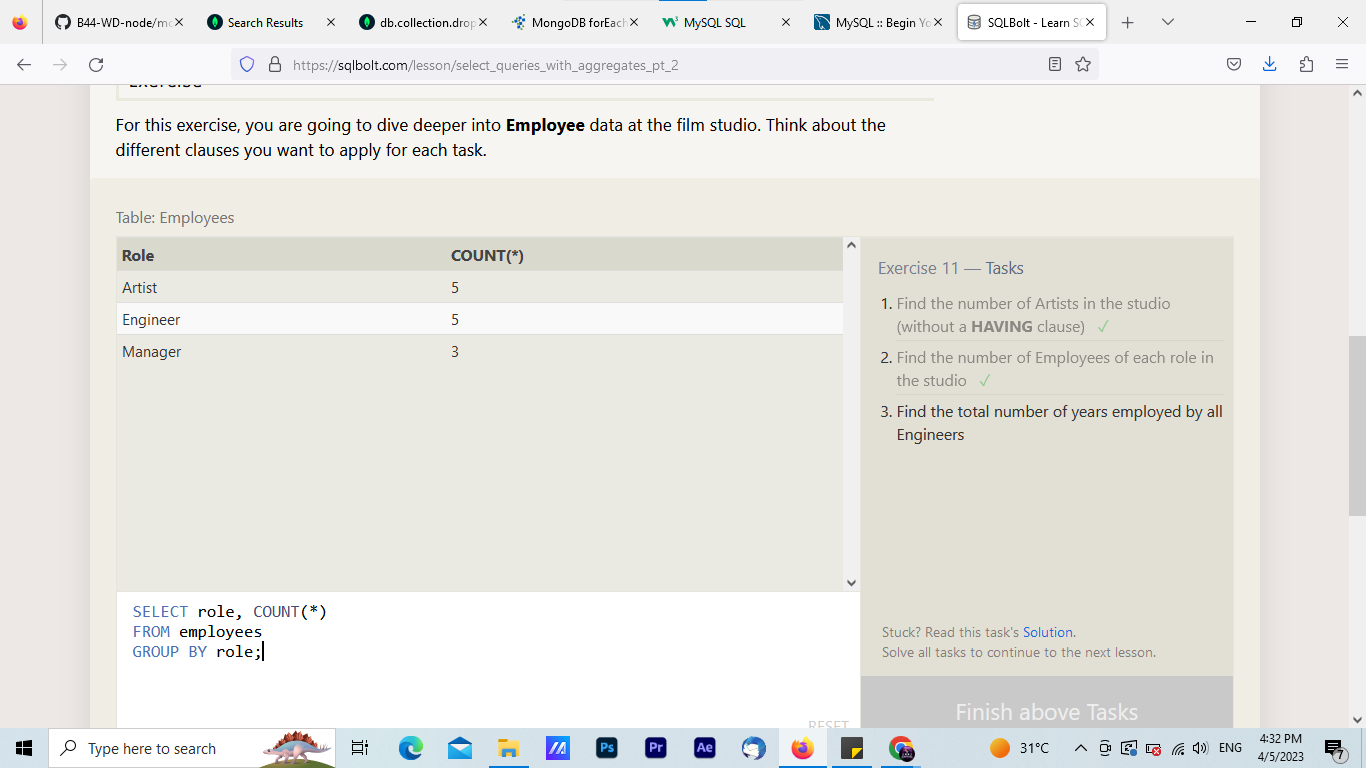 B44-WD-node/mo
Search Results
db.collection.drop
MongoDB forEach
MySQL SQL
MySQL :: Begin Yo
SQLBolt - Learn SQ
https://sqlbolt.com/lesson/select_queries_with_aggregates_pt_2
Exercise
For this exercise, you are going to dive deeper into Employee data at the film studio. Think about the
different clauses you want to apply for each task.
Table: Employees
Role COUNT(*)
Artist 5
Engineer 5
Manager 3
Exercise 11 — Tasks
1. Find the number of Artists in the studio
(without a HAVING clause) ✓
2. Find the number of Employees of each role in
the studio ✓
3. Find the total number of years employed by all
Engineers
SELECT role, COUNT(*)
FROM employees
GROUP BY role;
RESET
Stuck? Read this task's Solution.
Solve all tasks to continue to the next lesson.
Finish above Tasks
Type here to search
Ps
Pr
Ae
31°C
ENG
4:32 PM
4/5/2023
7